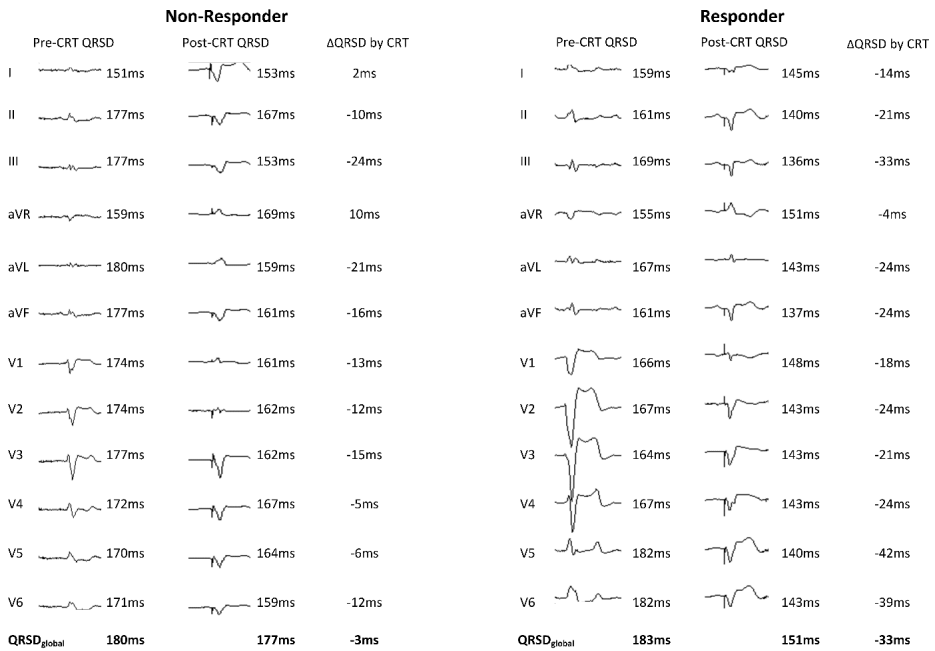 Non-Responder Responder
Pre-CRT QRSD Post-CRT QRSD ΔQRSD by CRT Pre-CRT QRSD Post-CRT QRSD ΔQRSD by CRT
I 151ms 153ms 2ms I 159ms 145ms -14ms
II 177ms 167ms -10ms II 161ms 140ms -21ms
III 177ms 153ms -24ms III 169ms 136ms -33ms
aVR 159ms 169ms 10ms aVR 155ms 151ms -4ms
aVL 180ms 159ms -21ms aVL 167ms 143ms -24ms
aVF 177ms 161ms -16ms aVF 161ms 137ms -24ms
V1 174ms 161ms -13ms V1 166ms 148ms -18ms
V2 174ms 162ms -12ms V2 167ms 143ms -24ms
V3 177ms 162ms -15ms V3 164ms 143ms -21ms
V4 172ms 167ms -5ms V4 167ms 143ms -24ms
V5 170ms 164ms -6ms V5 182ms 140ms -42ms
V6 171ms 159ms -12ms V6 182ms 143ms -39ms
QRSDglobal 180ms 177ms -3ms QRSDglobal 183ms 151ms -33ms